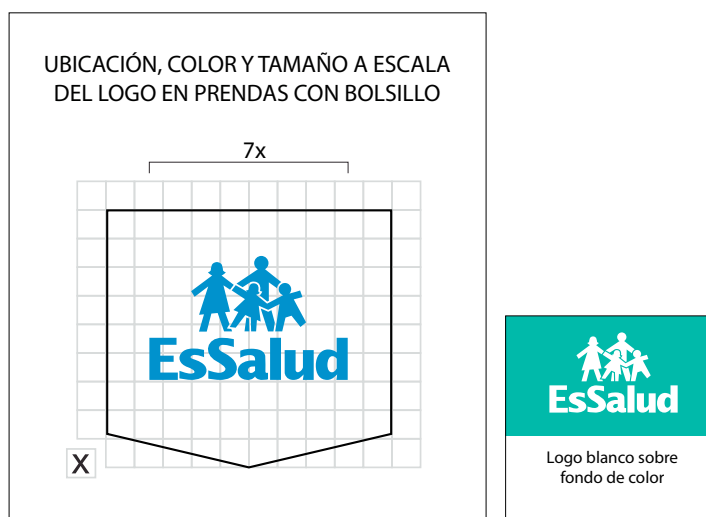 UBICACIÓN, COLOR Y TAMAÑO A ESCALA
DEL LOGO EN PRENDAS CON BOLSILLO
7x
EsSalud
X
EsSalud
Logo blanco sobre
fondo de color